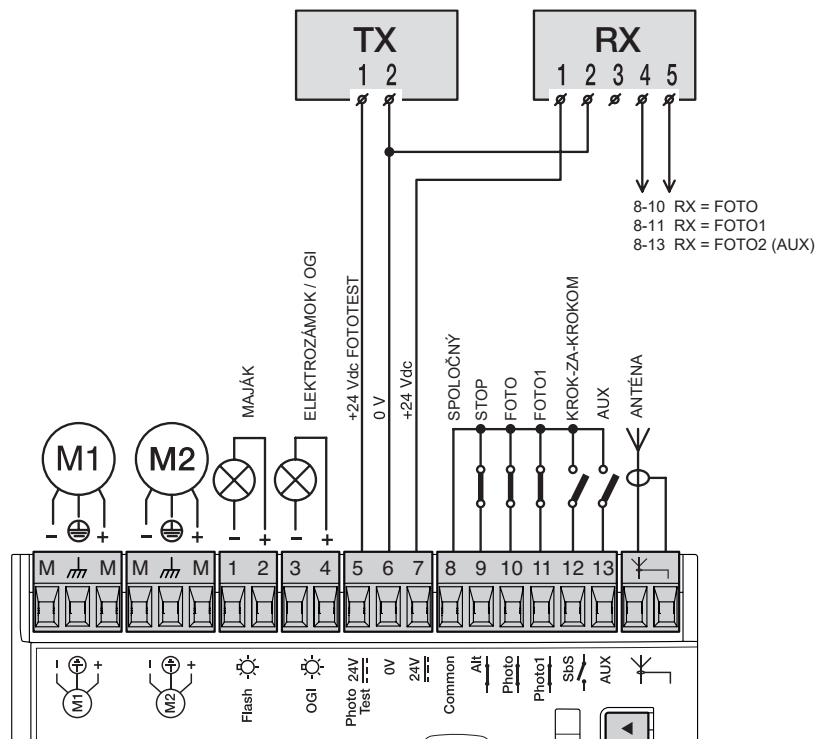 TX
1 2
RX
1 2 3 4 5
8-10 RX = FOTO
8-11 RX = FOTO1
8-13 RX = FOTO2 (AUX)
MAJÁK
ELEKTROZÁMOK / OGI
+24 Vdc FOTOTEST
0 V
+24 Vdc
SPOLOČNÝ
STOP
FOTO
FOTO1
KROK-ZA-KROKOM
AUX
ANTÉNA
M1
M2
- +
- +
- +
- +
M M M M 1 2 3 4 5 6 7 8 9 10 11 12 13
- +
M1
- +
M2
Flash
OGI
Photo 24V
Test
0V
24V
Common
Alt
Photo
Photo1
SbS
AUX